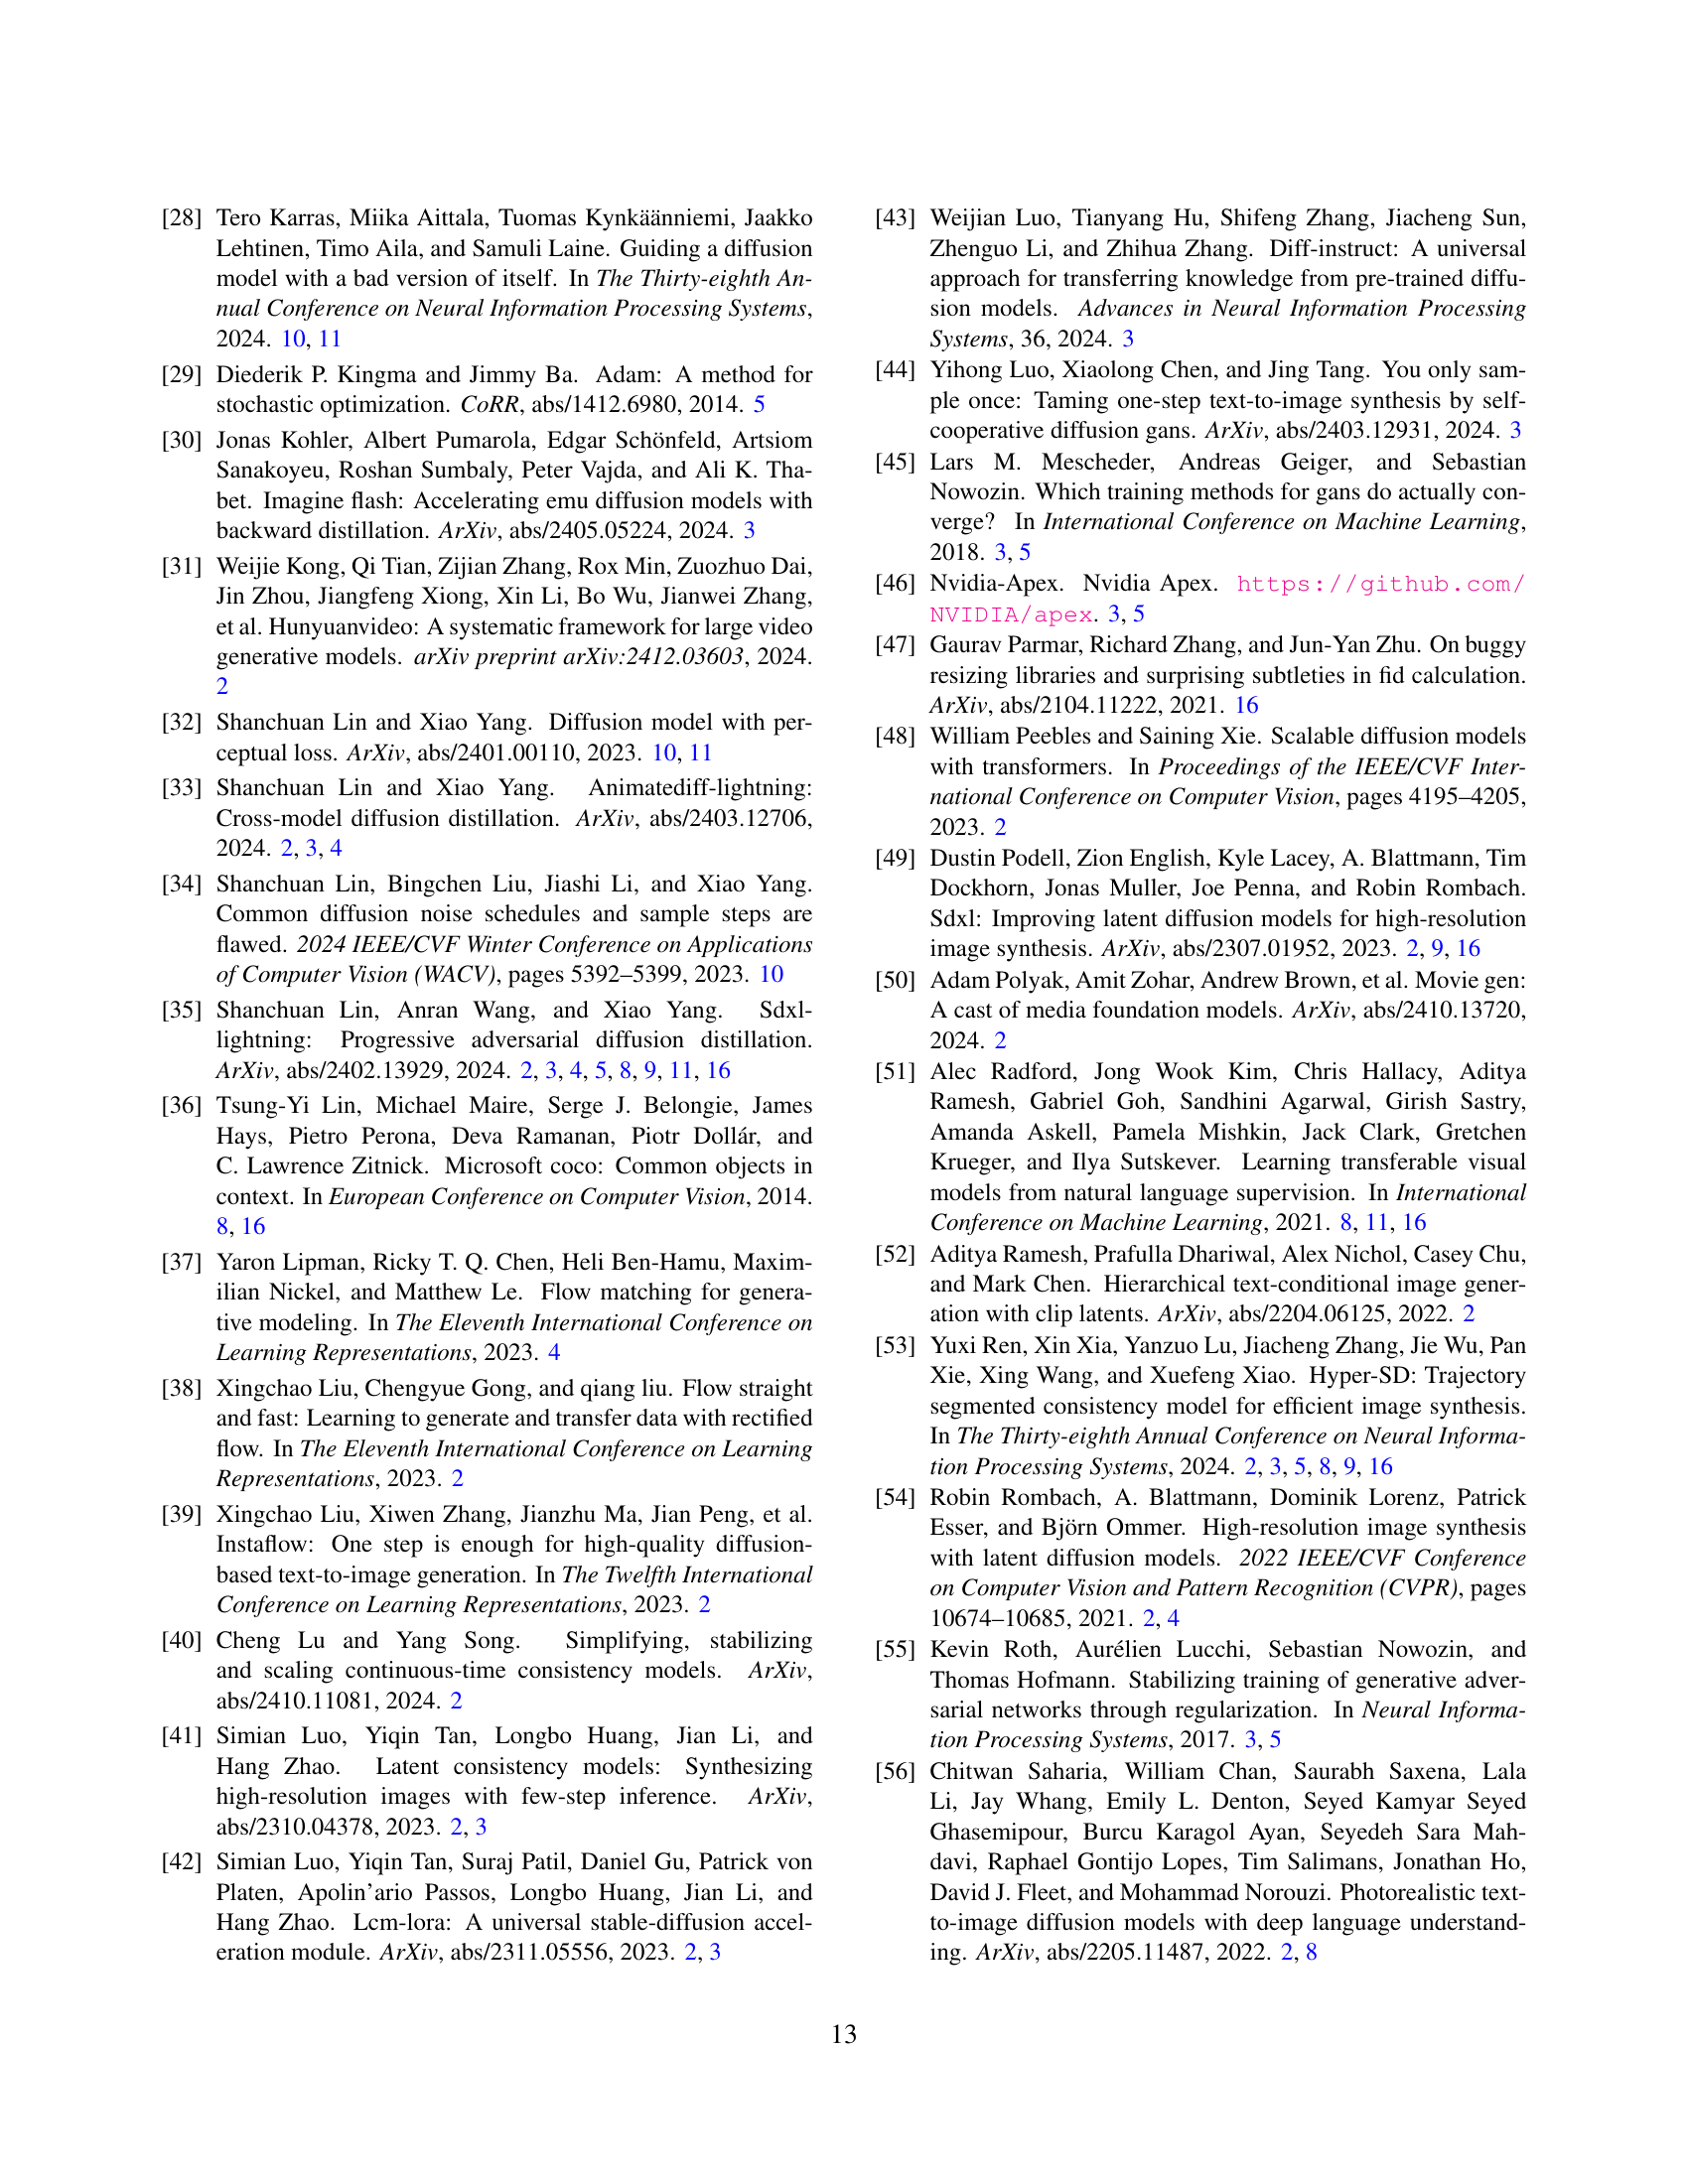 [28] Tero Karras, Miika Aittala, Tuomas Kynkäänniemi, Jaakko
Lehtinen, Timo Aila, and Samuli Laine. Guiding a diffusion
model with a bad version of itself. In The Thirty-eighth An-
nual Conference on Neural Information Processing Systems,
2024. 10, 11
[29] Diederik P. Kingma and Jimmy Ba. Adam: A method for
stochastic optimization. CoRR, abs/1412.6980, 2014. 5
[30] Jonas Kohler, Albert Pumarola, Edgar Schönfeld, Artsiom
Sanakoyeu, Roshan Sumbaly, Peter Vajda, and Ali K. Tha-
bet. Imagine flash: Accelerating emu diffusion models with
backward distillation. ArXiv, abs/2405.05224, 2024. 3
[31] Weijie Kong, Qi Tian, Zijian Zhang, Rox Min, Zuozhuo Dai,
Jin Zhou, Jiangfeng Xiong, Xin Li, Bo Wu, Jianwei Zhang,
et al. Hunyuanvideo: A systematic framework for large video
generative models. arXiv preprint arXiv:2412.03603, 2024.
2
[32] Shanchuan Lin and Xiao Yang. Diffusion model with per-
ceptual loss. ArXiv, abs/2401.00110, 2023. 10, 11
[33] Shanchuan Lin and Xiao Yang. Animatediff-lightning:
Cross-model diffusion distillation. ArXiv, abs/2403.12706,
2024. 2, 3, 4
[34] Shanchuan Lin, Bingchen Liu, Jiashi Li, and Xiao Yang.
Common diffusion noise schedules and sample steps are
flawed. 2024 IEEE/CVF Winter Conference on Applications
of Computer Vision (WACV), pages 5392–5399, 2023. 10
[35] Shanchuan Lin, Anran Wang, and Xiao Yang. Sdxl-
lightning: Progressive adversarial diffusion distillation.
ArXiv, abs/2402.13929, 2024. 2, 3, 4, 5, 8, 9, 11, 16
[36] Tsung-Yi Lin, Michael Maire, Serge J. Belongie, James
Hays, Pietro Perona, Deva Ramanan, Piotr Dollár, and
C. Lawrence Zitnick. Microsoft coco: Common objects in
context. In European Conference on Computer Vision, 2014.
8, 16
[37] Yaron Lipman, Ricky T. Q. Chen, Heli Ben-Hamu, Maxim-
ilian Nickel, and Matthew Le. Flow matching for genera-
tive modeling. In The Eleventh International Conference on
Learning Representations, 2023. 4
[38] Xingchao Liu, Chengyue Gong, and qiang liu. Flow straight
and fast: Learning to generate and transfer data with rectified
flow. In The Eleventh International Conference on Learning
Representations, 2023. 2
[39] Xingchao Liu, Xiwen Zhang, Jianzhu Ma, Jian Peng, et al.
Instaflow: One step is enough for high-quality diffusion-
based text-to-image generation. In The Twelfth International
Conference on Learning Representations, 2023. 2
[40] Cheng Lu and Yang Song. Simplifying, stabilizing
and scaling continuous-time consistency models. ArXiv,
abs/2410.11081, 2024. 2
[41] Simian Luo, Yiqin Tan, Longbo Huang, Jian Li, and
Hang Zhao. Latent consistency models: Synthesizing
high-resolution images with few-step inference. ArXiv,
abs/2310.04378, 2023. 2, 3
[42] Simian Luo, Yiqin Tan, Suraj Patil, Daniel Gu, Patrick von
Platen, Apolin'ario Passos, Longbo Huang, Jian Li, and
Hang Zhao. Lcm-lora: A universal stable-diffusion accel-
eration module. ArXiv, abs/2311.05556, 2023. 2, 3
[43] Weijian Luo, Tianyang Hu, Shifeng Zhang, Jiacheng Sun,
Zhenguo Li, and Zhihua Zhang. Diff-instruct: A universal
approach for transferring knowledge from pre-trained diffu-
sion models. Advances in Neural Information Processing
Systems, 36, 2024. 3
[44] Yihong Luo, Xiaolong Chen, and Jing Tang. You only sam-
ple once: Taming one-step text-to-image synthesis by self-
cooperative diffusion gans. ArXiv, abs/2403.12931, 2024. 3
[45] Lars M. Mescheder, Andreas Geiger, and Sebastian
Nowozin. Which training methods for gans do actually con-
verge? In International Conference on Machine Learning,
2018. 3, 5
[46] Nvidia-Apex. Nvidia Apex. https://github.com/
NVIDIA/apex. 3, 5
[47] Gaurav Parmar, Richard Zhang, and Jun-Yan Zhu. On buggy
resizing libraries and surprising subtleties in fid calculation.
ArXiv, abs/2104.11222, 2021. 16
[48] William Peebles and Saining Xie. Scalable diffusion models
with transformers. In Proceedings of the IEEE/CVF Inter-
national Conference on Computer Vision, pages 4195–4205,
2023. 2
[49] Dustin Podell, Zion English, Kyle Lacey, A. Blattmann, Tim
Dockhorn, Jonas Muller, Joe Penna, and Robin Rombach.
Sdxl: Improving latent diffusion models for high-resolution
image synthesis. ArXiv, abs/2307.01952, 2023. 2, 9, 16
[50] Adam Polyak, Amit Zohar, Andrew Brown, et al. Movie gen:
A cast of media foundation models. ArXiv, abs/2410.13720,
2024. 2
[51] Alec Radford, Jong Wook Kim, Chris Hallacy, Aditya
Ramesh, Gabriel Goh, Sandhini Agarwal, Girish Sastry,
Amanda Askell, Pamela Mishkin, Jack Clark, Gretchen
Krueger, and Ilya Sutskever. Learning transferable visual
models from natural language supervision. In International
Conference on Machine Learning, 2021. 8, 11, 16
[52] Aditya Ramesh, Prafulla Dhariwal, Alex Nichol, Casey Chu,
and Mark Chen. Hierarchical text-conditional image gener-
ation with clip latents. ArXiv, abs/2204.06125, 2022. 2
[53] Yuxi Ren, Xin Xia, Yanzuo Lu, Jiacheng Zhang, Jie Wu, Pan
Xie, Xing Wang, and Xuefeng Xiao. Hyper-SD: Trajectory
segmented consistency model for efficient image synthesis.
In The Thirty-eighth Annual Conference on Neural Informa-
tion Processing Systems, 2024. 2, 3, 5, 8, 9, 16
[54] Robin Rombach, A. Blattmann, Dominik Lorenz, Patrick
Esser, and Björn Ommer. High-resolution image synthesis
with latent diffusion models. 2022 IEEE/CVF Conference
on Computer Vision and Pattern Recognition (CVPR), pages
10674–10685, 2021. 2, 4
[55] Kevin Roth, Aurélien Lucchi, Sebastian Nowozin, and
Thomas Hofmann. Stabilizing training of generative adver-
sarial networks through regularization. In Neural Informa-
tion Processing Systems, 2017. 3, 5
[56] Chitwan Saharia, William Chan, Saurabh Saxena, Lala
Li, Jay Whang, Emily L. Denton, Seyed Kamyar Seyed
Ghasemipour, Burcu Karagol Ayan, Seyedeh Sara Mah-
davi, Raphael Gontijo Lopes, Tim Salimans, Jonathan Ho,
David J. Fleet, and Mohammad Norouzi. Photorealistic text-
to-image diffusion models with deep language understand-
ing. ArXiv, abs/2205.11487, 2022. 2, 8
13